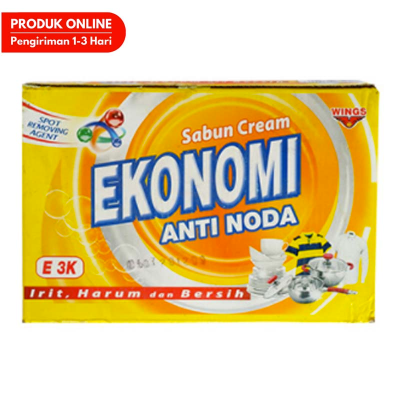 PRODUK ONLINE
Pengiriman 1-3 Hari
SPOT
REMOVING
AGENT
WINGS
Sabun Cream
EKONOMI
ANTI NODA
E 3K
Irit, Harum dan Bersih